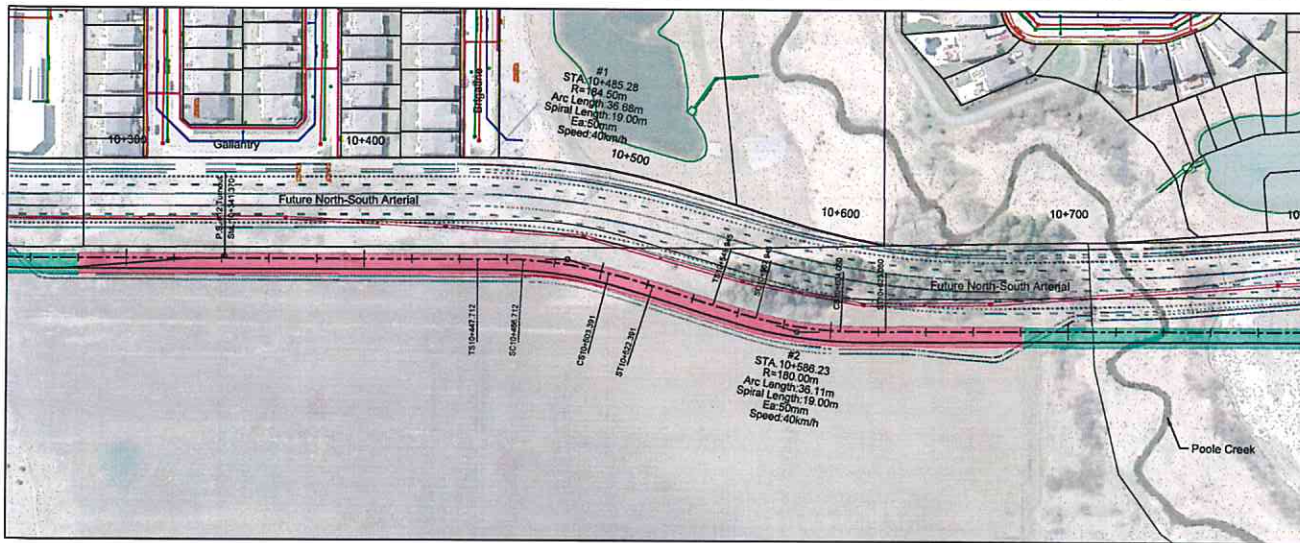 #1
STA.10+485.28
R=184.50m
Arc Length:36.68m
Spiral Length:19.00m
Ea:50mm
Speed:40km/h
Brigadine
10+300
Gallantry
10+400
10+500
10+600
10+700
Future North-South Arterial
Future North-South Arterial
TS10+447.712
SC10+466.712
CS10+503.391
ST10+522.391
#2
STA.10+586.23
R=180.00m
Arc Length:36.11m
Spiral Length:19.00m
Ea:50mm
Speed:40km/h
Poole Creek